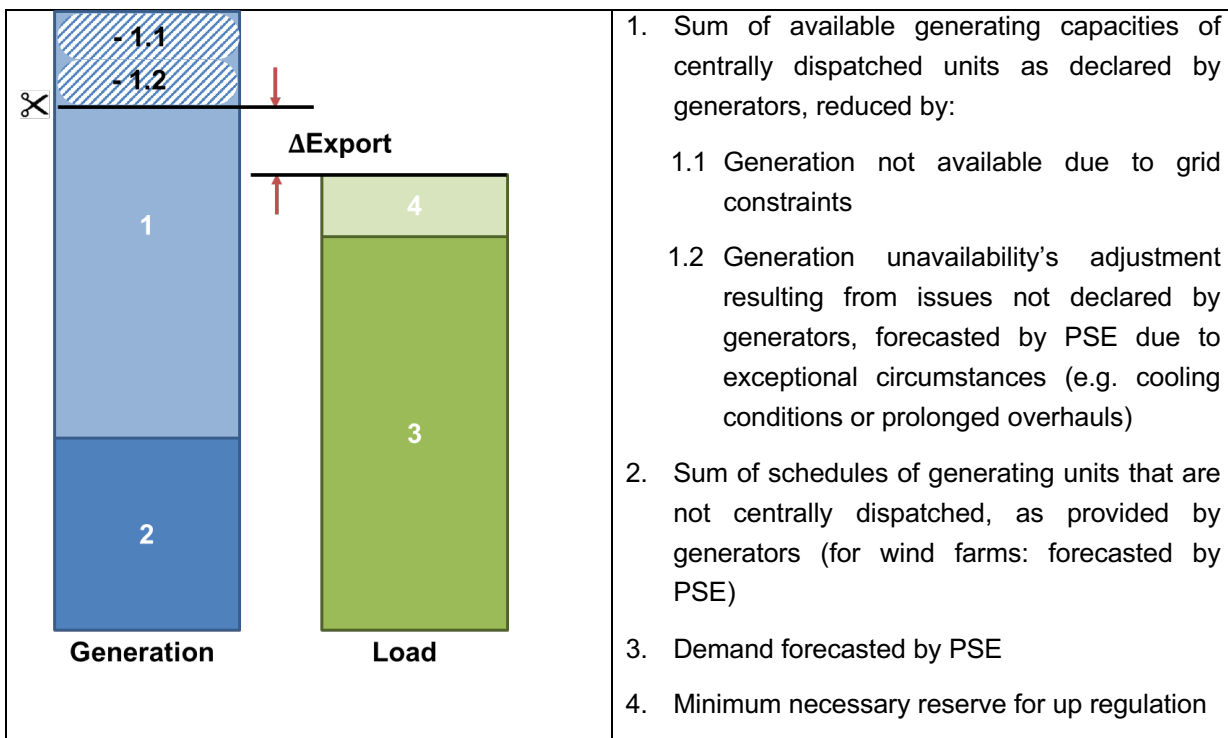 - 1.1
- 1.2
ΔExport
1
4
3
2
Generation
Load
1. Sum of available generating capacities of
centrally dispatched units as declared by
generators, reduced by:
1.1 Generation not available due to grid
constraints
1.2 Generation unavailability’s adjustment
resulting from issues not declared by
generators, forecasted by PSE due to
exceptional circumstances (e.g. cooling
conditions or prolonged overhauls)
2. Sum of schedules of generating units that are
not centrally dispatched, as provided by
generators (for wind farms: forecasted by
PSE)
3. Demand forecasted by PSE
4. Minimum necessary reserve for up regulation